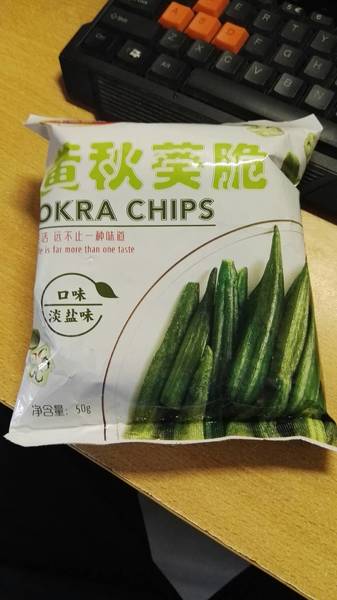 黄秋葵脆
OKRA CHIPS
活 远不止一种味道
e is far more than one taste
口味
淡盐味
净含量: 50g